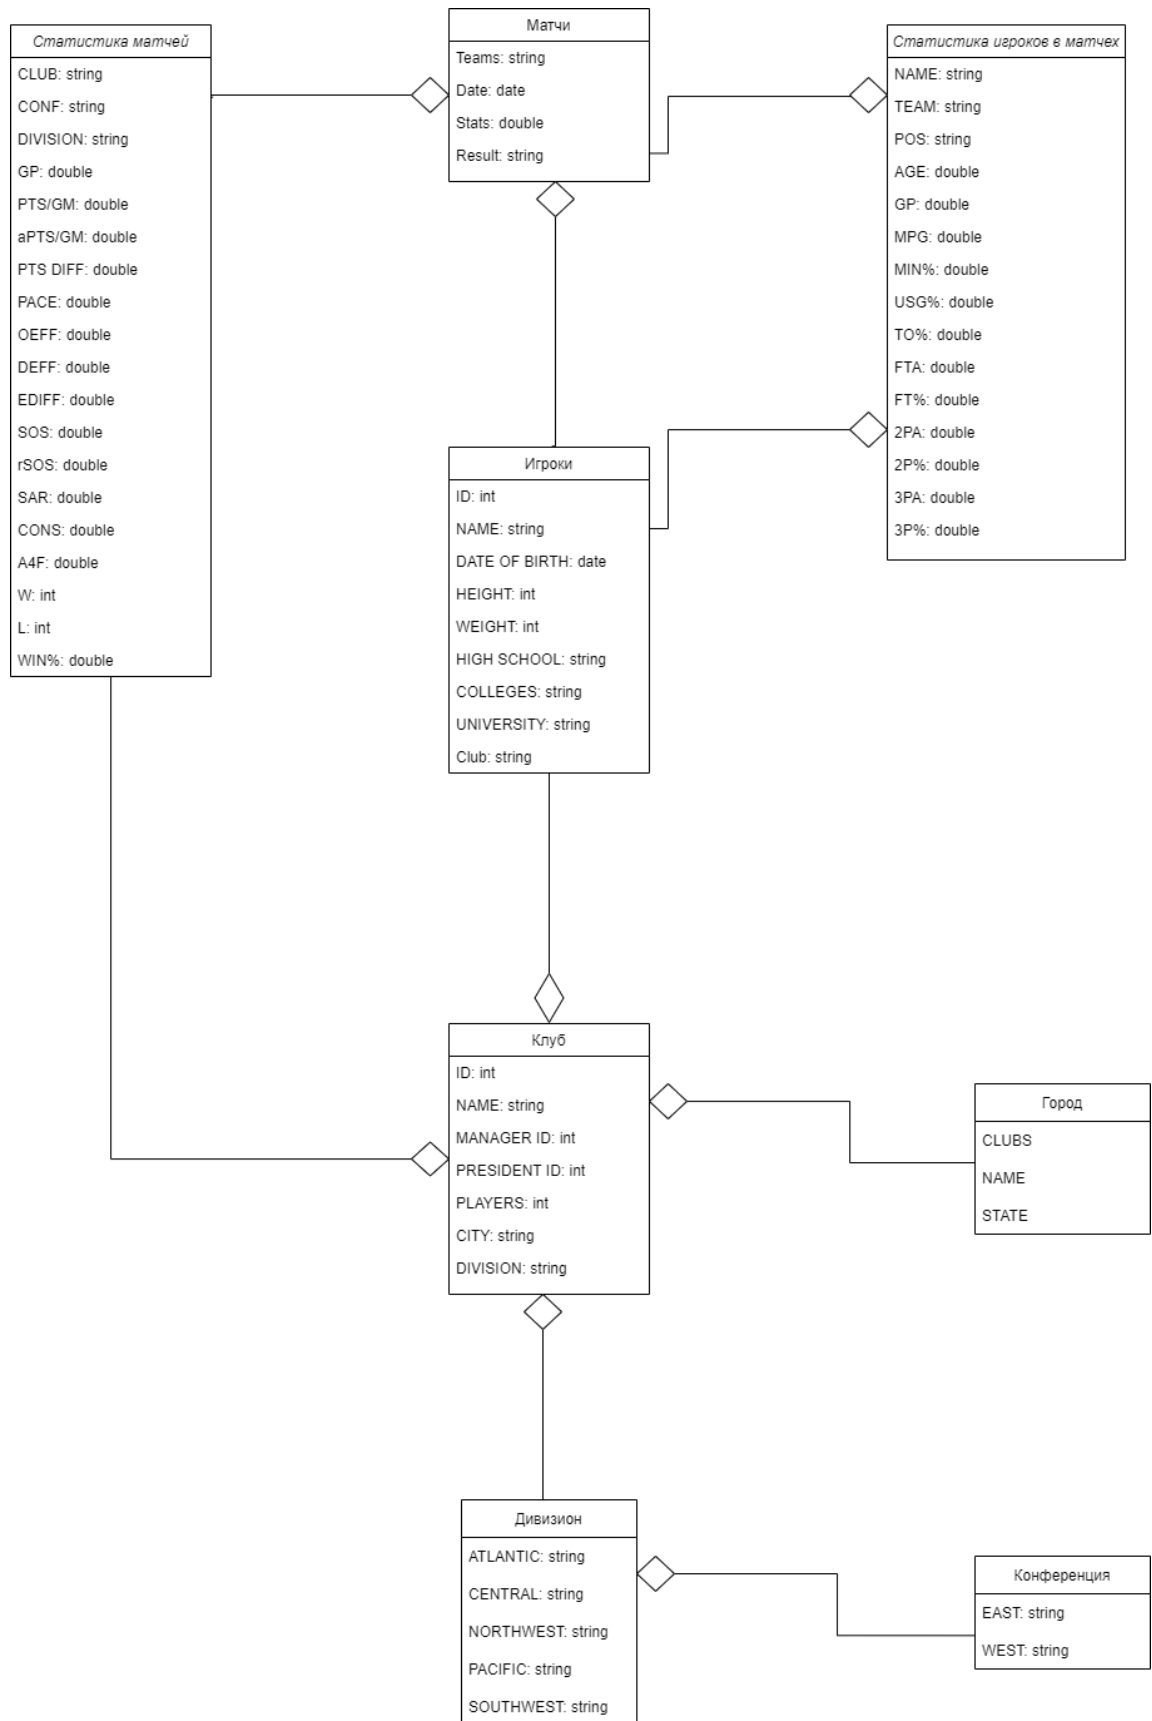 Статистика матчей
CLUB: string
CONF: string
DIVISION: string
GP: double
PTS/GM: double
aPTS/GM: double
PTS DIFF: double
PACE: double
OEFF: double
DEFF: double
EDIFF: double
SOS: double
rSOS: double
SAR: double
CONS: double
A4F: double
W: int
L: int
WIN%: double
Матчи
Teams: string
Date: date
Stats: double
Result: string
Статистика игроков в матчех
NAME: string
TEAM: string
POS: string
AGE: double
GP: double
MPG: double
MIN%: double
USG%: double
TO%: double
FTA: double
FT%: double
2PA: double
2P%: double
3PA: double
3P%: double
Игроки
ID: int
NAME: string
DATE OF BIRTH: date
HEIGHT: int
WEIGHT: int
HIGH SCHOOL: string
COLLEGES: string
UNIVERSITY: string
Club: string
Клуб
ID: int
NAME: string
MANAGER ID: int
PRESIDENT ID: int
PLAYERS: int
CITY: string
DIVISION: string
Город
CLUBS
NAME
STATE
Дивизион
ATLANTIC: string
CENTRAL: string
NORTHWEST: string
PACIFIC: string
SOUTHWEST: string
Конференция
EAST: string
WEST: string